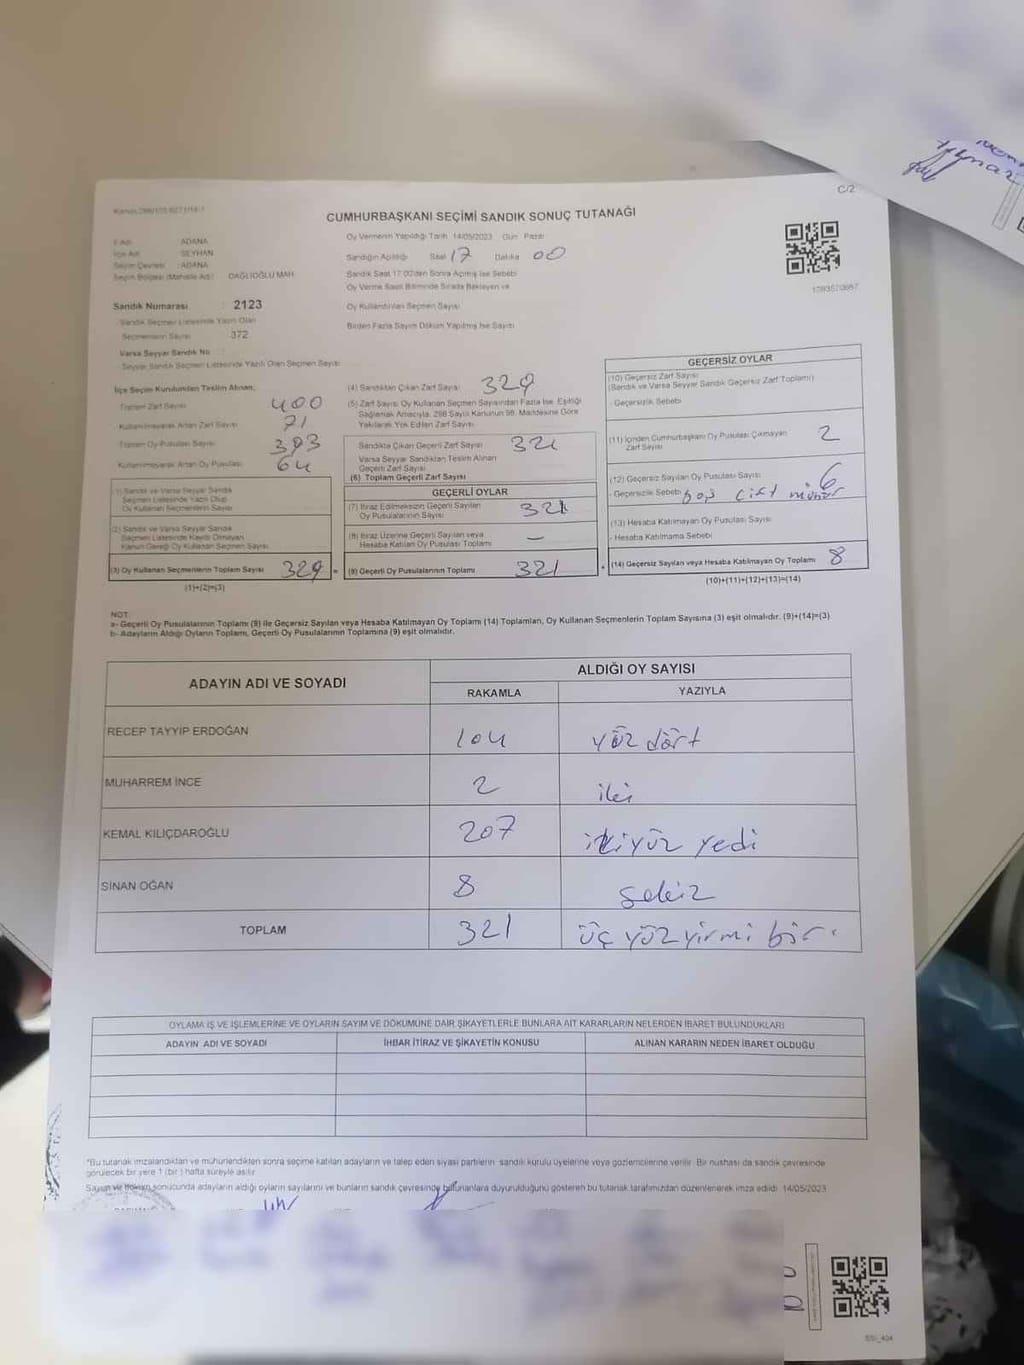 C/2
CUMHURBAŞKANI SEÇİMİ SANDIK SONUÇ TUTANAĞI
İl Adı ADANA
İlçe Adı SEYHAN
Seçim Çevresi ADANA
Seçim Bölgesi (Mahalle Adı) DAĞLIOĞLU MAH.
Sandık Numarası : 2123
Sandık Seçmen Listesinde Yazılı Olan
Seçmenlerin Sayısı : 372
Varsa Seyyar Sandık No :
Seyyar Sandık Seçmen Listesinde Yazılı Olan Seçmen Sayısı
Oy Vermenin Yapıldığı Tarih 14/05/2023 Gün Pazar
Sandığın Açıldığı Saat 17 Dakika 00
Sandık Saat 17:00'den Sonra Açılmış İse Sebebi
Oy Verme Saati Bitiminde Sırada Bekleyen ve
Oy Kullandırılan Seçmen Sayısı
Birden Fazla Sayım Döküm Yapılmış İse Sayısı
İlçe Seçim Kurulundan Teslim Alınan;
Toplam Zarf Sayısı 400
Kullanılmayarak Artan Zarf Sayısı 71
Toplam Oy Pusulası Sayısı 393
Kullanılmayarak Artan Oy Pusulası 64
(1) Sandık ve Varsa Seyyar Sandık
Seçmen Listesinde Yazılı Olup
Oy Kullanan Seçmenlerin Sayısı
(2) Sandık ve Varsa Seyyar Sandık
Seçmen Listesinde Kayıtlı Olmayan
Kanun Gereği Oy Kullanan Seçmen Sayısı
(3) Oy Kullanan Seçmenlerin Toplam Sayısı 329
(1)+(2)=(3)
(4) Sandıktan Çıkan Zarf Sayısı 329
(5) Zarf Sayısı Oy Kullanan Seçmen Sayısından Fazla İse, Eşitliği
Sağlamak Amacıyla, 298 Sayılı Kanunun 98. Maddesine Göre
Yakılarak Yok Edilen Zarf Sayısı
Sandıkta Çıkan Geçerli Zarf Sayısı 321
Varsa Seyyar Sandıktan Teslim Alınan
Geçerli Zarf Sayısı
(6) Toplam Geçerli Zarf Sayısı
GEÇERLİ OYLAR
(7) İtiraz Edilmeksizin Geçerli Sayılan
Oy Pusulalarının Sayısı 321
(8) İtiraz Üzerine Geçerli Sayılan veya
Hesaba Katılan Oy Pusulası Toplamı —
(9) Geçerli Oy Pusulalarının Toplamı 321
GEÇERSİZ OYLAR
(10) Geçersiz Zarf Sayısı
(Sandık ve Varsa Seyyar Sandık Geçersiz Zarf Toplamı)
- Geçersizlik Sebebi
(11) İçinden Cumhurbaşkanı Oy Pusulası Çıkmayan
Zarf Sayısı 2
(12) Geçersiz Sayılan Oy Pusulası Sayısı 6
- Geçersizlik Sebebi boş çift mühür
(13) Hesaba Katılmayan Oy Pusulası Sayısı
- Hesaba Katılmama Sebebi
(14) Geçersiz Sayılan veya Hesaba Katılmayan Oy Toplamı 8
(10)+(11)+(12)+(13)=(14)
NOT:
a- Geçerli Oy Pusulalarının Toplamı (9) ile Geçersiz Sayılan veya Hesaba Katılmayan Oy Toplamı (14) Toplamları, Oy Kullanan Seçmenlerin Toplam Sayısına (3) eşit olmalıdır. (9)+(14)=(3)
b- Adayların Aldığı Oyların Toplamı, Geçerli Oy Pusulalarının Toplamına (9) eşit olmalıdır.
ADAYIN ADI VE SOYADI ALDIĞI OY SAYISI
RAKAMLA YAZIYLA
RECEP TAYYİP ERDOĞAN 104 yüz dört
MUHARREM İNCE 2 iki
KEMAL KILIÇDAROĞLU 207 ikiyüz yedi
SİNAN OĞAN 8 sekiz
TOPLAM 321 üç yüz yirmi bir.
OYLAMA İŞ VE İŞLEMLERİNE VE OYLARIN SAYIM VE DÖKÜMÜNE DAİR ŞİKAYETLERLE BUNLARA AİT KARARLARIN NELERDEN İBARET BULUNDUKLARI
ADAYIN ADI VE SOYADI İHBAR İTİRAZ VE ŞİKAYETİN KONUSU ALINAN KARARIN NEDEN İBARET OLDUĞU
*Bu tutanak imzalandıktan ve mühürlendikten sonra seçime katılan adayların ve talep eden siyasi partilerin sandık kurulu üyelerine veya gözlemcilerine verilir. Bir nushası da sandık çevresinde
görülecek bir yere 1 (bir) hafta süreyle asılır
Sayım ve döküm sonucunda adayların aldığı oyların sayılarını ve bunların sandık çevresinde bulunanlara duyurulduğunu gösteren bu tutanak tarafımızdan düzenlenerek imza edildi. 14/05/2023